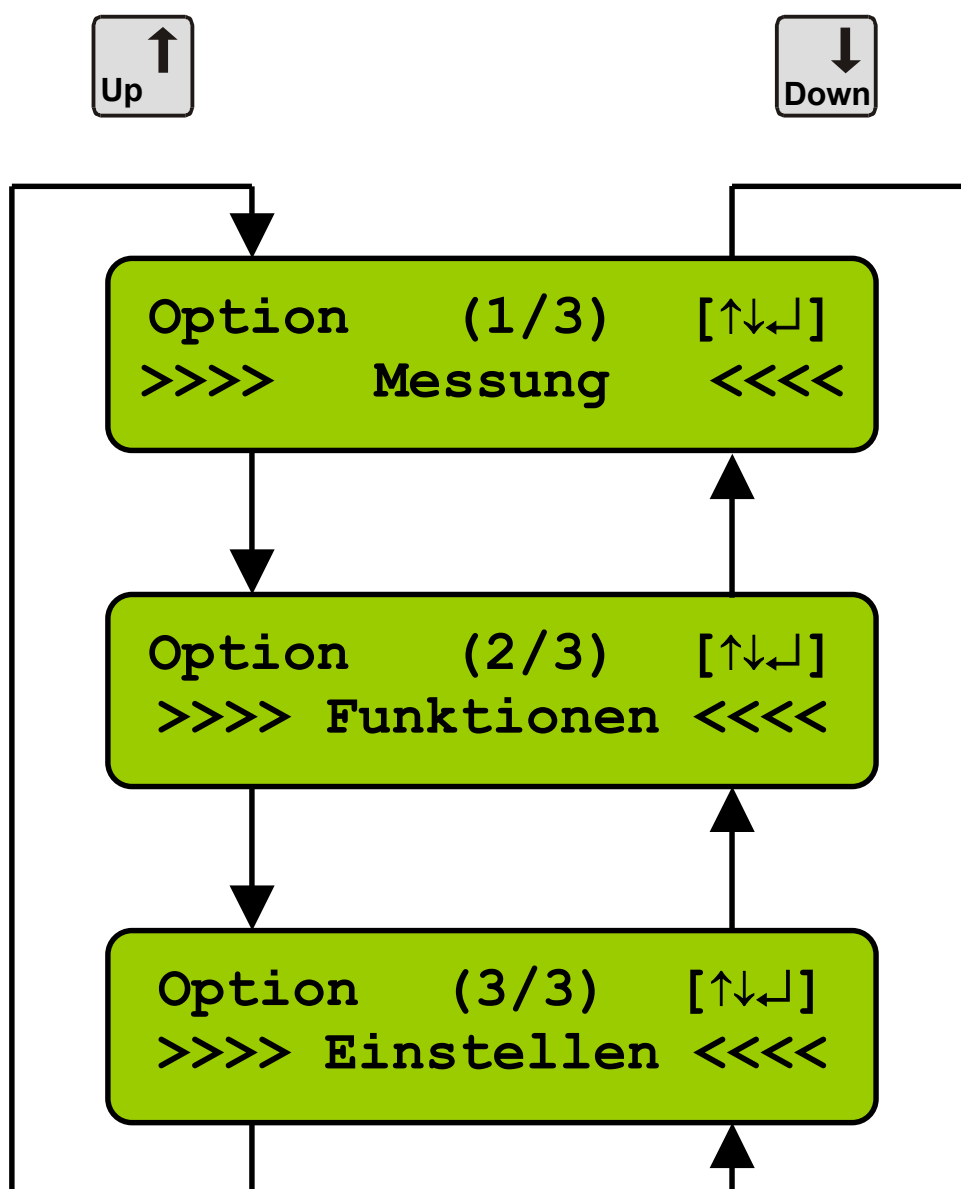 Up ↑
Down ↓
Option (1/3) [↑↓↵]
>>>> Messung <<<<
Option (2/3) [↑↓↵]
>>>> Funktionen <<<<
Option (3/3) [↑↓↵]
>>>> Einstellen <<<<